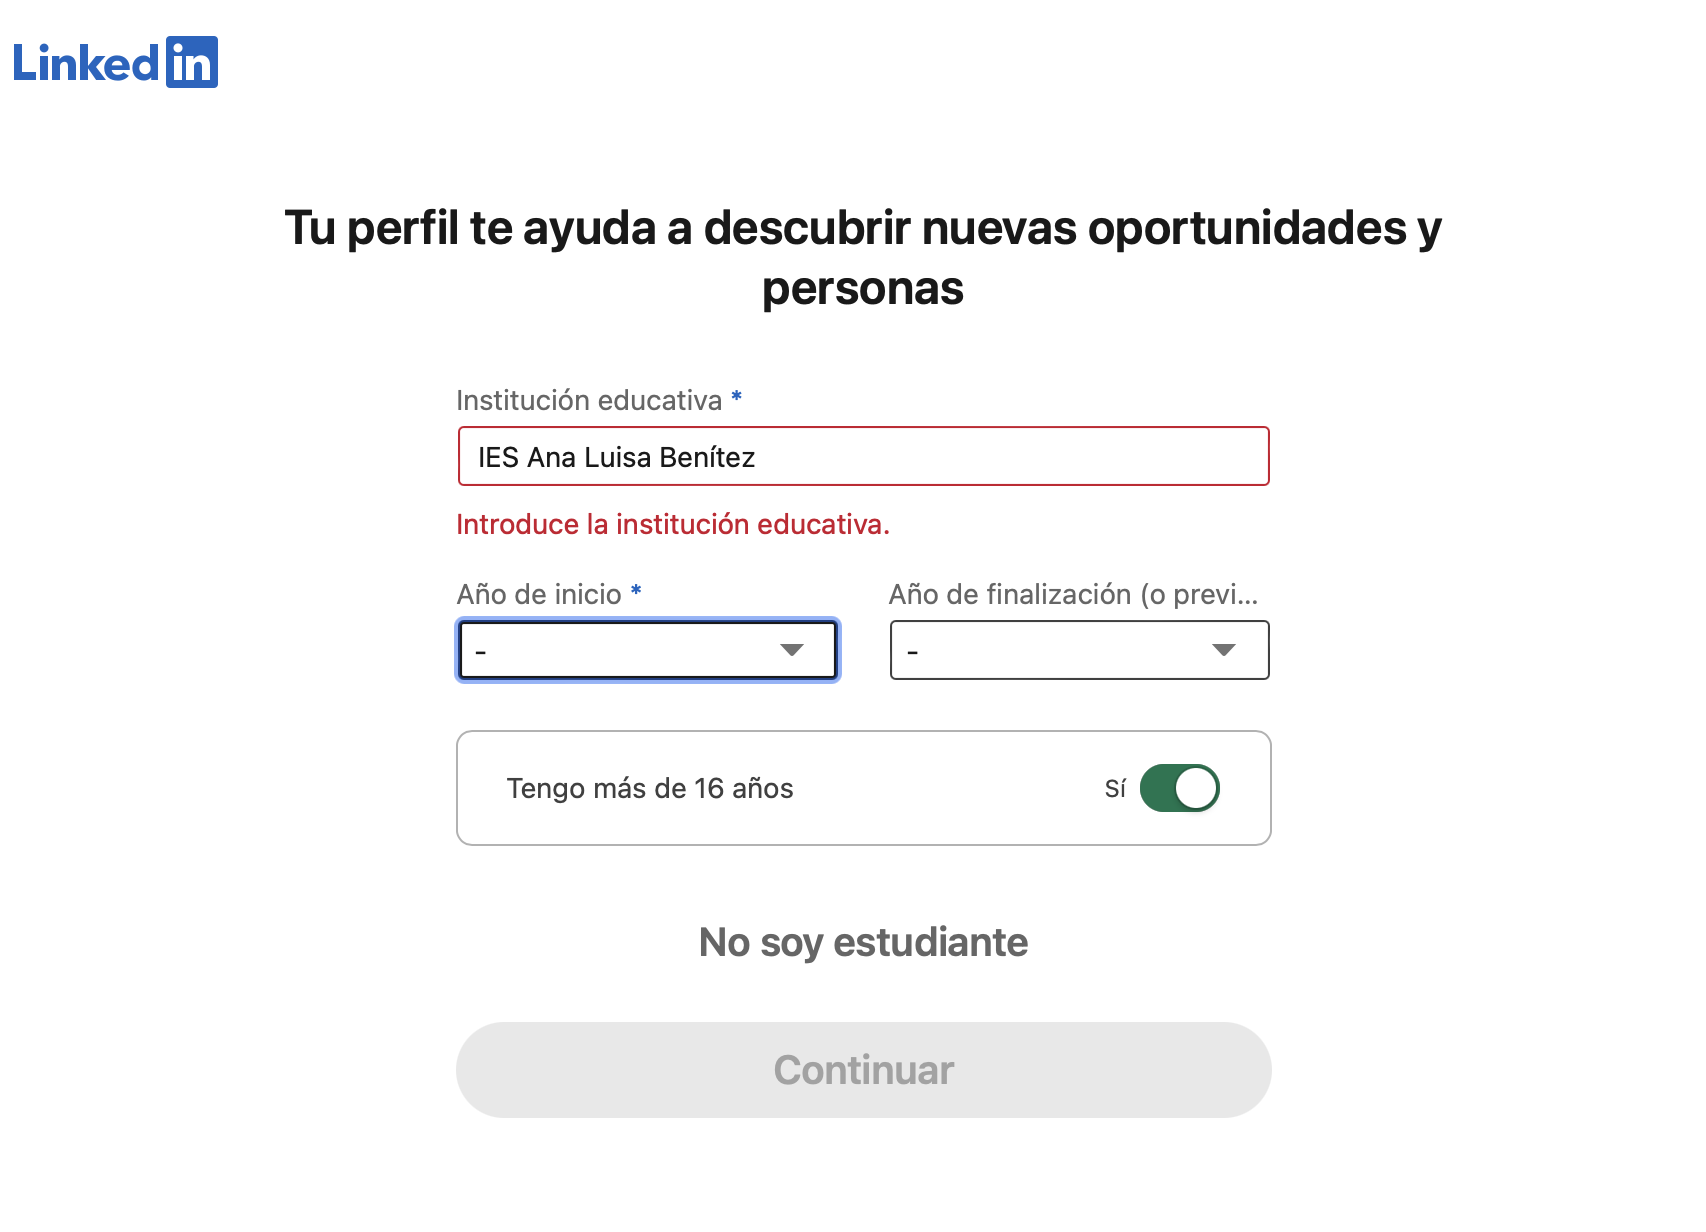 LinkedIn
Tu perfil te ayuda a descubrir nuevas oportunidades y
personas
Institución educativa *
IES Ana Luisa Benítez
Introduce la institución educativa.
Año de inicio *
Año de finalización (o previ...
-
-
Tengo más de 16 años
Sí
No soy estudiante
Continuar